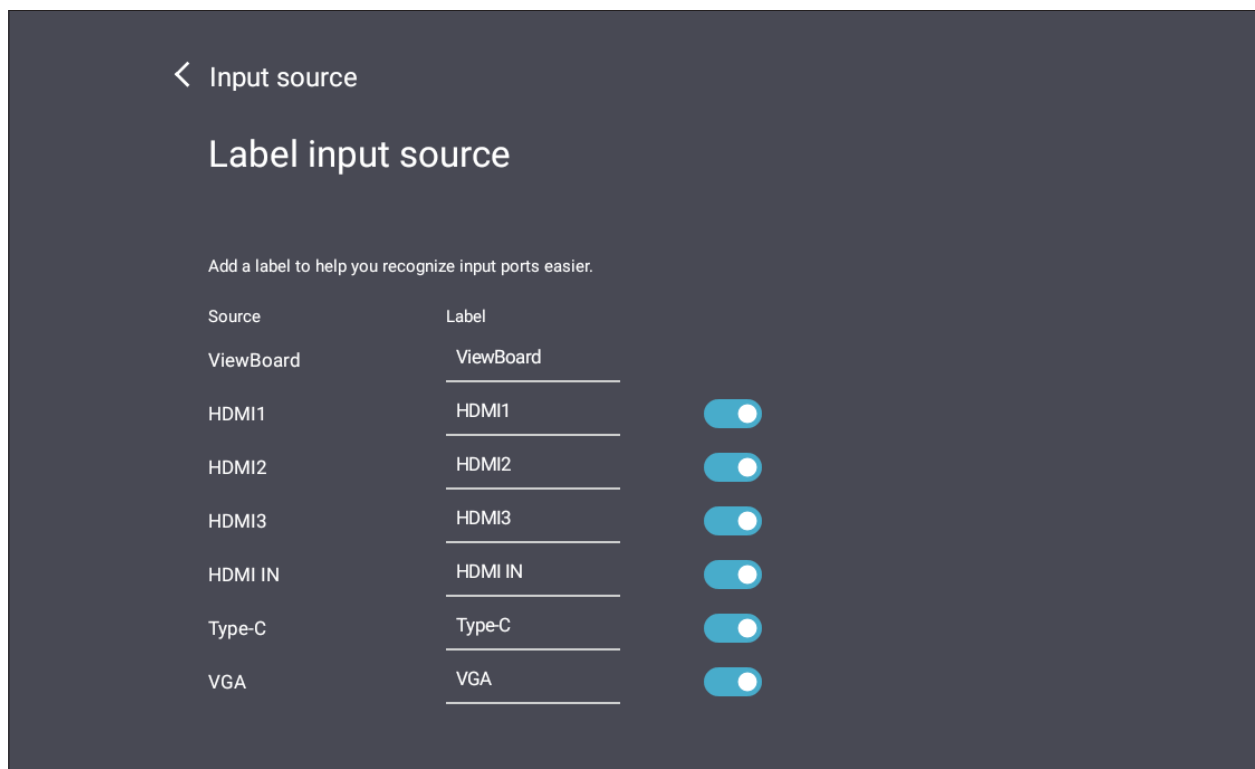 Input source
Label input source
Add a label to help you recognize input ports easier.
Source Label
ViewBoard ViewBoard
HDMI1 HDMI1
HDMI2 HDMI2
HDMI3 HDMI3
HDMI IN HDMI IN
Type-C Type-C
VGA VGA